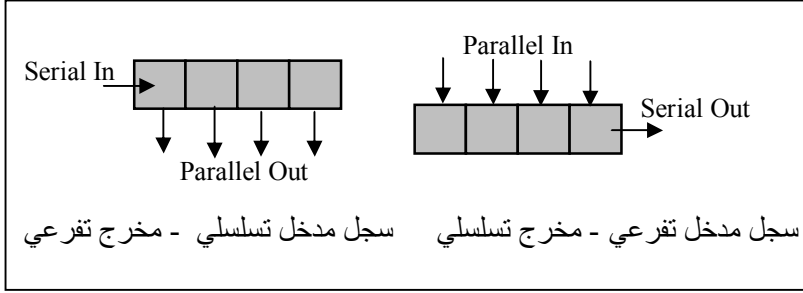 Parallel In
Serial In
Serial Out
Parallel Out
سجل مدخل تفرعي - مخرج تسلسلي
سجل مدخل تسلسلي - مخرج تفرعي